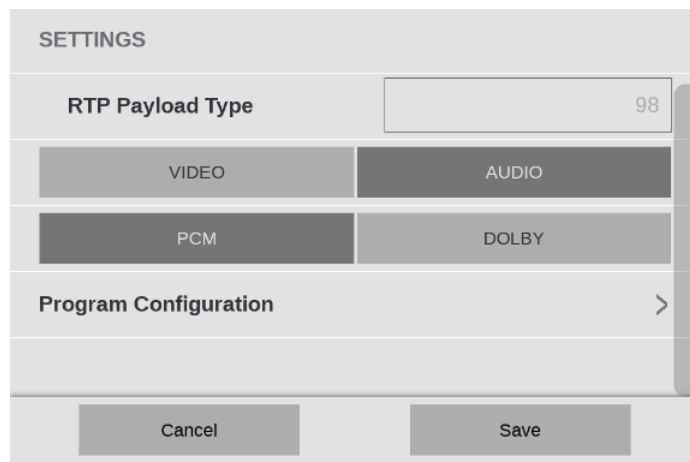 SETTINGS
RTP Payload Type 98
VIDEO AUDIO
PCM DOLBY
Program Configuration >
Cancel Save